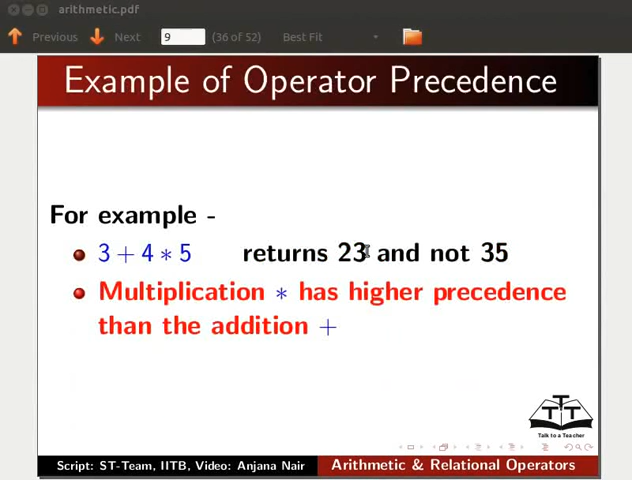 arithmetic.pdf
Previous Next 9 (36 of 52) Best Fit
Example of Operator Precedence
For example -
3 + 4 ∗ 5 returns 23 and not 35
Multiplication ∗ has higher precedence
than the addition +
TTT
Talk to a Teacher
Script: ST-Team, IITB, Video: Anjana Nair Arithmetic & Relational Operators